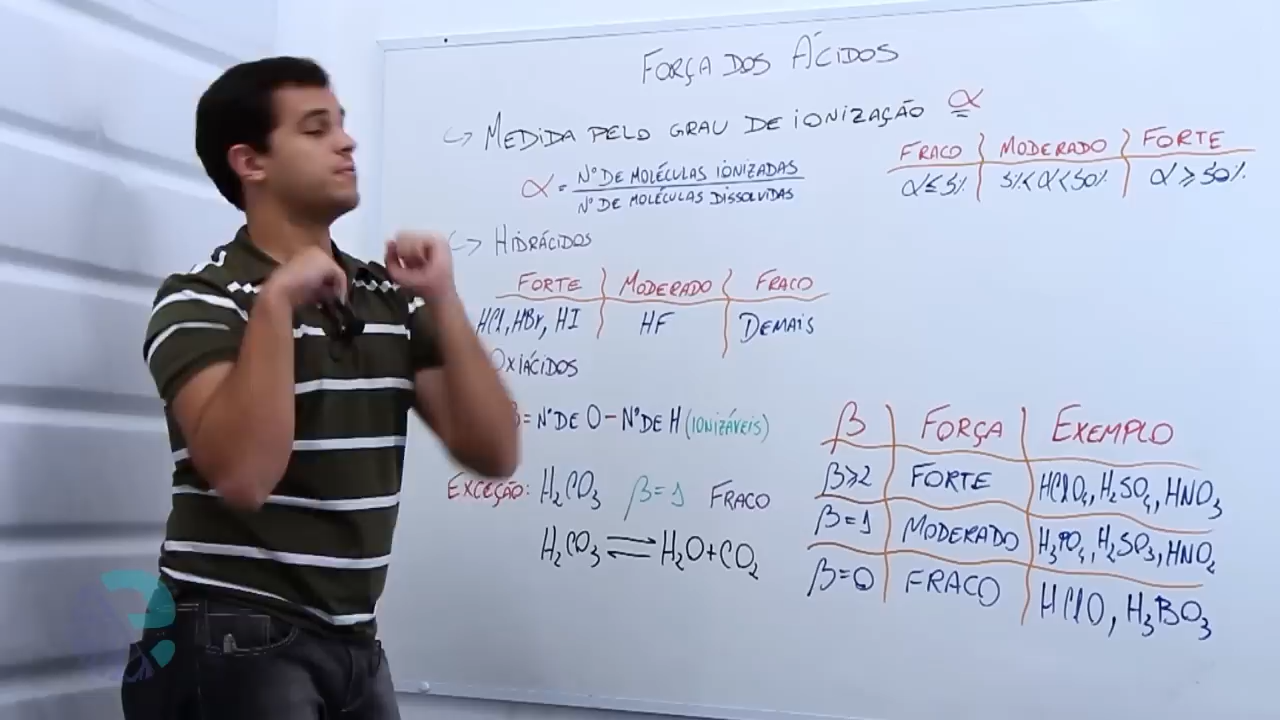 FORÇA DOS ÁCIDOS
↪ MEDIDA PELO GRAU DE IONIZAÇÃO α
α = Nº DE MOLÉCULAS IONIZADAS
Nº DE MOLÉCULAS DISSOLVIDAS
FRACO MODERADO FORTE
α≤5% 5%<α<50% α≥50%
↪ HIDRÁCIDOS
FORTE MODERADO FRACO
HCl, HBr, HI HF DEMAIS
OXIÁCIDOS
β = Nº DE O - Nº DE H (IONIZÁVEIS)
EXCEÇÃO: H₂CO₃ β=1 FRACO
H₂CO₃ ⇌ H₂O+CO₂
β FORÇA EXEMPLO
β≥2 FORTE HClO₄, H₂SO₄, HNO₃
β=1 MODERADO H₃PO₄, H₂SO₃, HNO₂
β=0 FRACO HClO, H₃BO₃